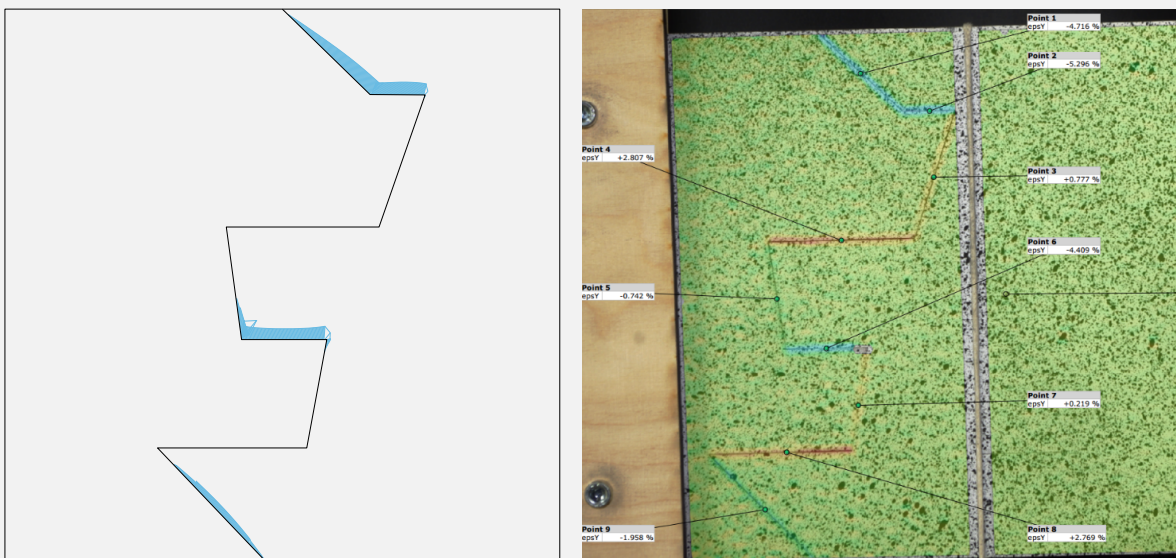 Point 1
epsY -4.716 %
Point 2
epsY -5.296 %
Point 4
epsY +2.807 %
Point 3
epsY +0.777 %
Point 6
epsY -4.409 %
Point 5
epsY -0.742 %
Point 7
epsY +0.219 %
Point 9
epsY -1.958 %
Point 8
epsY +2.769 %